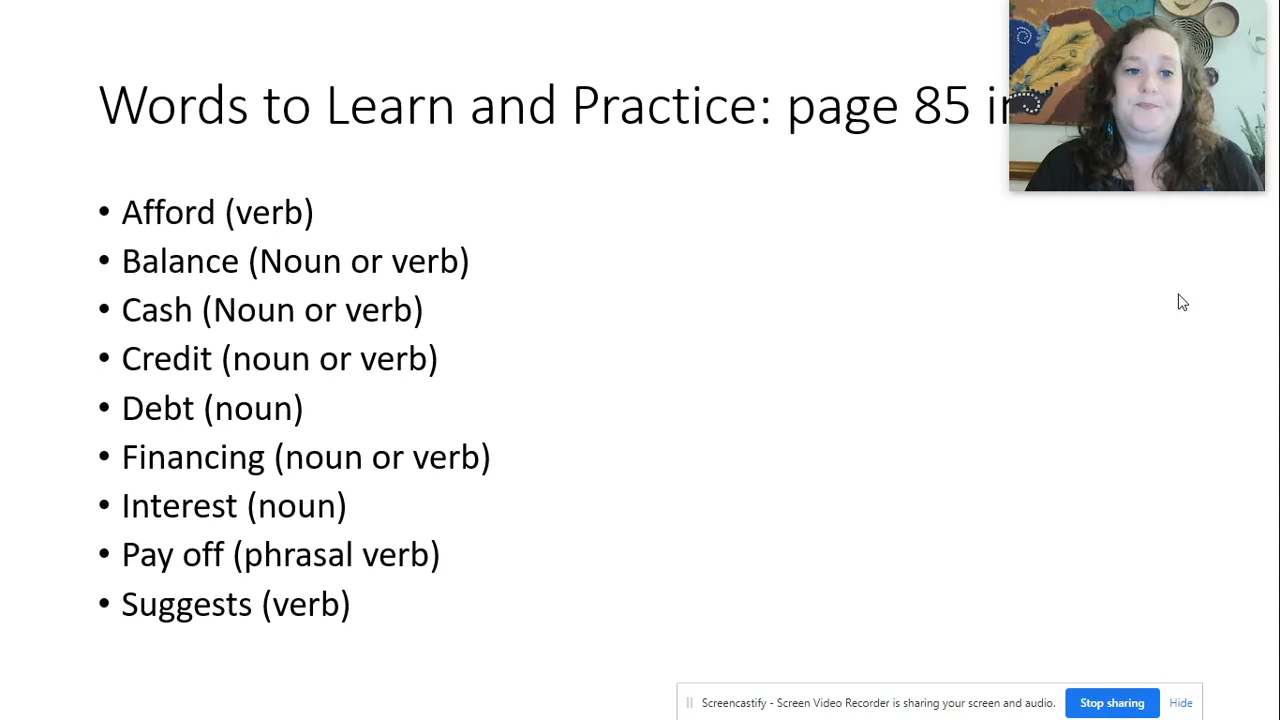 Words to Learn and Practice: page 85 in
• Afford (verb)
• Balance (Noun or verb)
• Cash (Noun or verb)
• Credit (noun or verb)
• Debt (noun)
• Financing (noun or verb)
• Interest (noun)
• Pay off (phrasal verb)
• Suggests (verb)
Screencastify - Screen Video Recorder is sharing your screen and audio. Stop sharing Hide